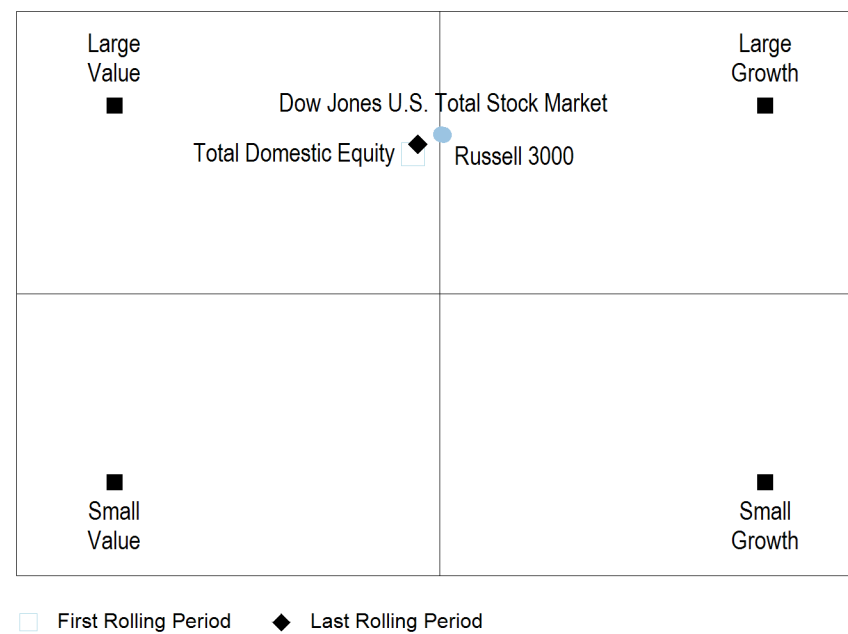 Large
Value
Large
Growth
Dow Jones U.S. Total Stock Market
Total Domestic Equity
Russell 3000
Small
Value
Small
Growth
First Rolling Period
Last Rolling Period